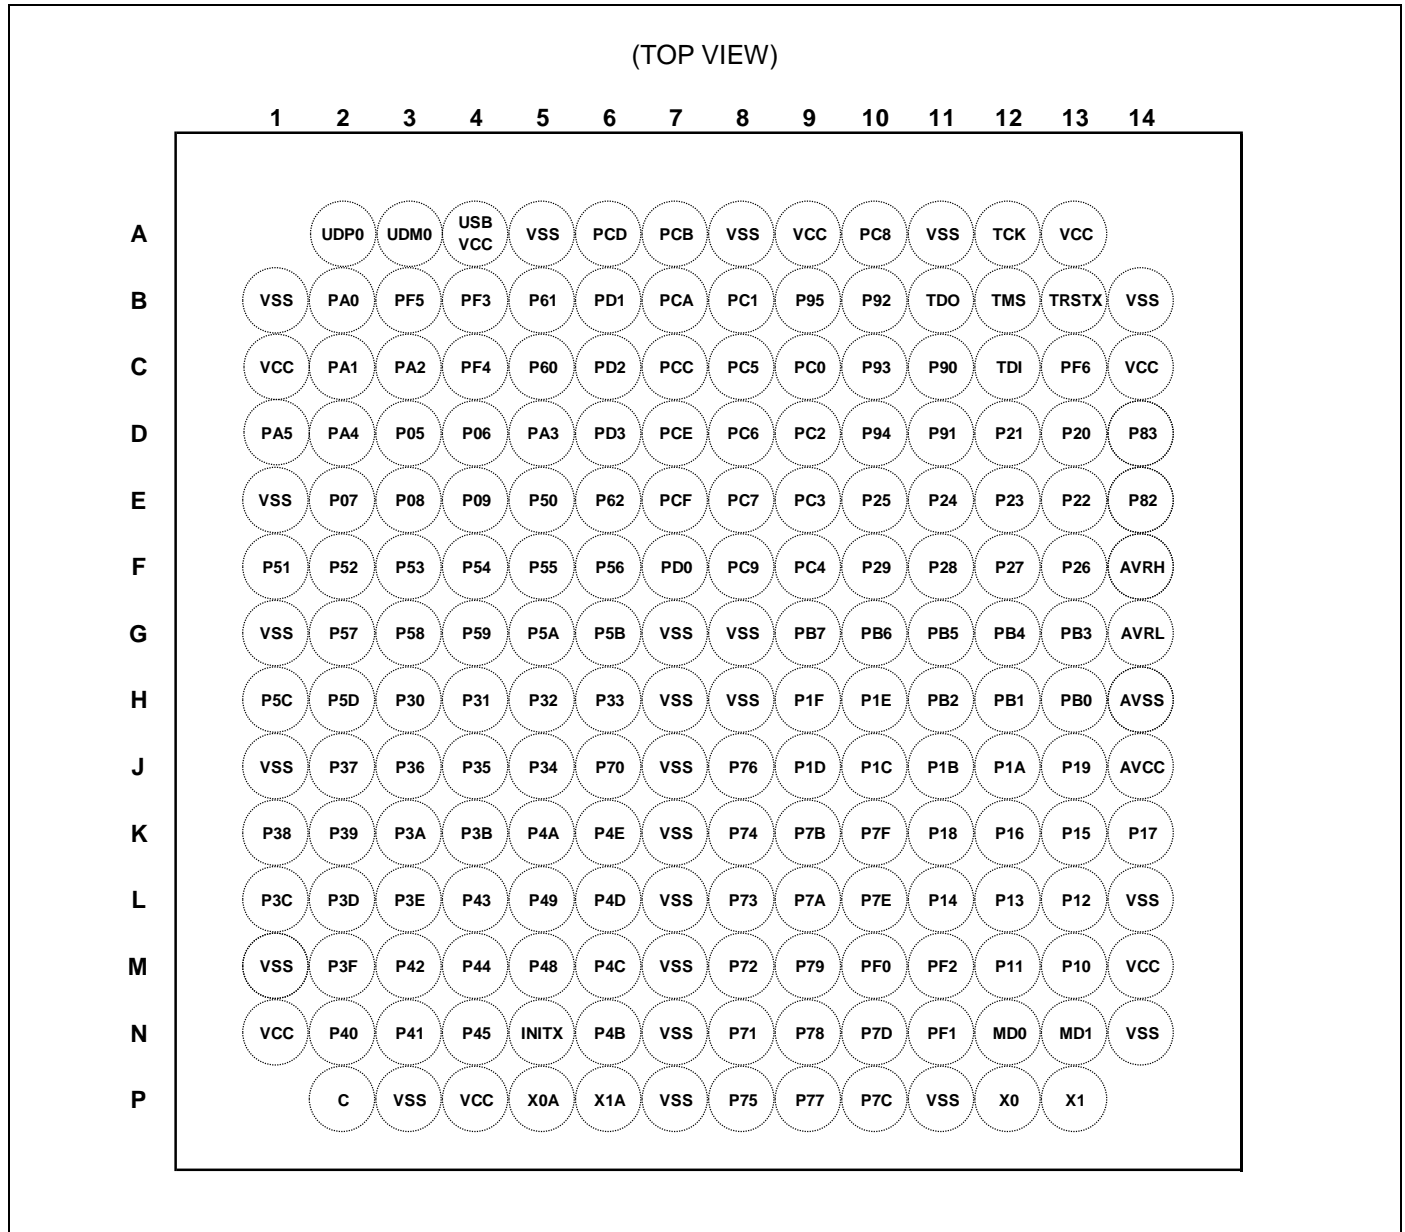 (TOP VIEW)
1 2 3 4 5 6 7 8 9 10 11 12 13 14
A UDP0 UDM0 USB VCC VSS PCD PCB VSS VCC PC8 VSS TCK VCC
B VSS PA0 PF5 PF3 P61 PD1 PCA PC1 P95 P92 TDO TMS TRSTX VSS
C VCC PA1 PA2 PF4 P60 PD2 PCC PC5 PC0 P93 P90 TDI PF6 VCC
D PA5 PA4 P05 P06 PA3 PD3 PCE PC6 PC2 P94 P91 P21 P20 P83
E VSS P07 P08 P09 P50 P62 PCF PC7 PC3 P25 P24 P23 P22 P82
F P51 P52 P53 P54 P55 P56 PD0 PC9 PC4 P29 P28 P27 P26 AVRH
G VSS P57 P58 P59 P5A P5B VSS VSS PB7 PB6 PB5 PB4 PB3 AVRL
H P5C P5D P30 P31 P32 P33 VSS VSS P1F P1E PB2 PB1 PB0 AVSS
J VSS P37 P36 P35 P34 P70 VSS P76 P1D P1C P1B P1A P19 AVCC
K P38 P39 P3A P3B P4A P4E VSS P74 P7B P7F P18 P16 P15 P17
L P3C P3D P3E P43 P49 P4D VSS P73 P7A P7E P14 P13 P12 VSS
M VSS P3F P42 P44 P48 P4C VSS P72 P79 PF0 PF2 P11 P10 VCC
N VCC P40 P41 P45 INITX P4B VSS P71 P78 P7D PF1 MD0 MD1 VSS
P C VSS VCC X0A X1A VSS P75 P77 P7C VSS X0 X1